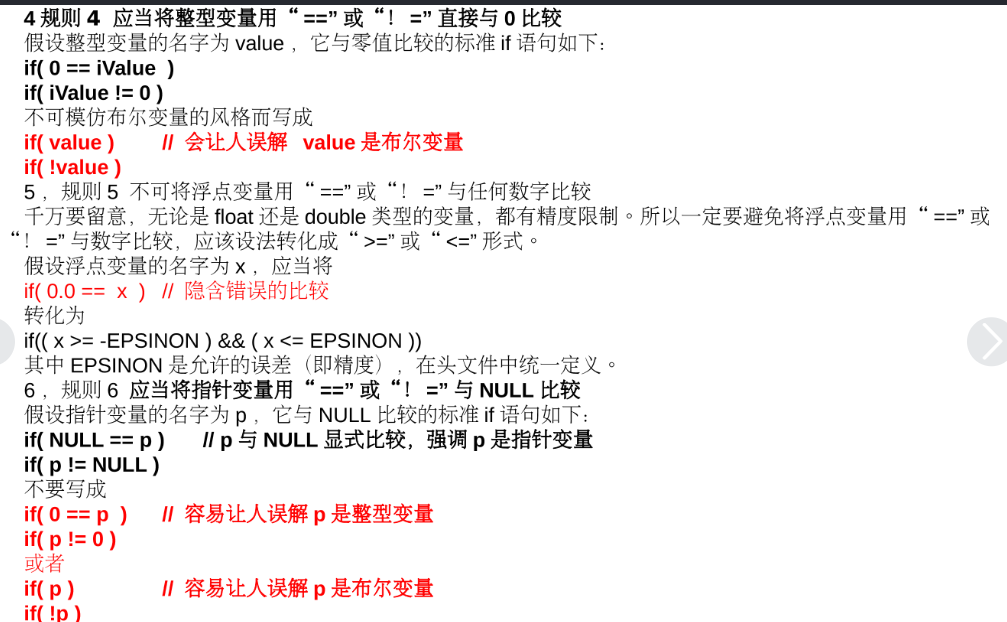 4 规则 4 应当将整型变量用“ ==” 或“！ =” 直接与 0 比较
假设整型变量的名字为 value ，它与零值比较的标准 if 语句如下：
if( 0 == iValue )
if( iValue != 0 )
不可模仿布尔变量的风格而写成
if( value ) // 会让人误解 value 是布尔变量
if( !value )
5 ，规则 5 不可将浮点变量用“ ==” 或“！ =” 与任何数字比较
千万要留意，无论是 float 还是 double 类型的变量，都有精度限制。所以一定要避免将浮点变量用“ ==” 或
“！ =” 与数字比较，应该设法转化成“ >=” 或“ <=” 形式。
假设浮点变量的名字为 x ，应当将
if( 0.0 == x ) // 隐含错误的比较
转化为
if(( x >= -EPSINON ) && ( x <= EPSINON ))
其中 EPSINON 是允许的误差（即精度），在头文件中统一定义。
6 ，规则 6 应当将指针变量用“ ==” 或“！ =” 与 NULL 比较
假设指针变量的名字为 p ，它与 NULL 比较的标准 if 语句如下：
if( NULL == p ) // p 与 NULL 显式比较，强调 p 是指针变量
if( p != NULL )
不要写成
if( 0 == p ) // 容易让人误解 p 是整型变量
if( p != 0 )
或者
if( p ) // 容易让人误解 p 是布尔变量
if( !p )